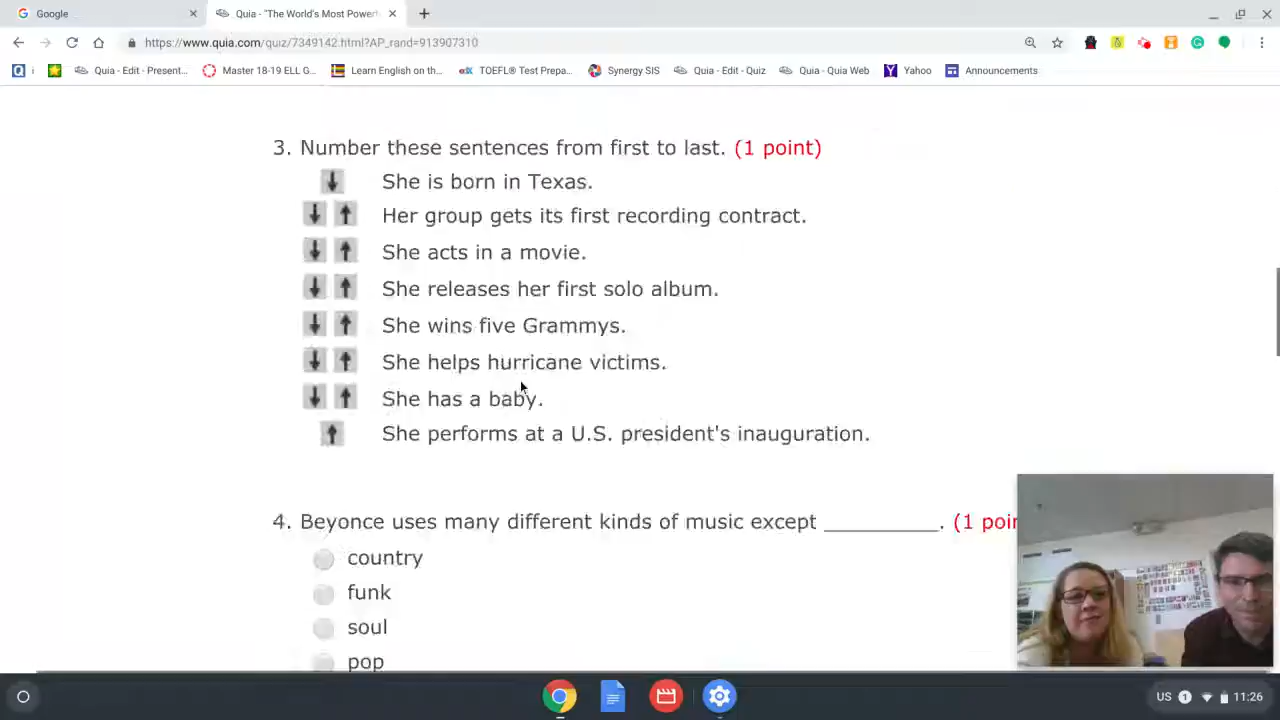 Google
Quia - "The World's Most Powerf
https://www.quia.com/quiz/7349142.html?AP_rand=913907310
i
Quia - Edit - Present...
Master 18-19 ELL G...
Learn English on th...
TOEFL® Test Prepa...
Synergy SIS
Quia - Edit - Quiz
Quia - Quia Web
Yahoo
Announcements
3. Number these sentences from first to last. (1 point)
She is born in Texas.
Her group gets its first recording contract.
She acts in a movie.
She releases her first solo album.
She wins five Grammys.
She helps hurricane victims.
She has a baby.
She performs at a U.S. president's inauguration.
4. Beyonce uses many different kinds of music except __________. (1 poin
country
funk
soul
pop
US 1 11:26